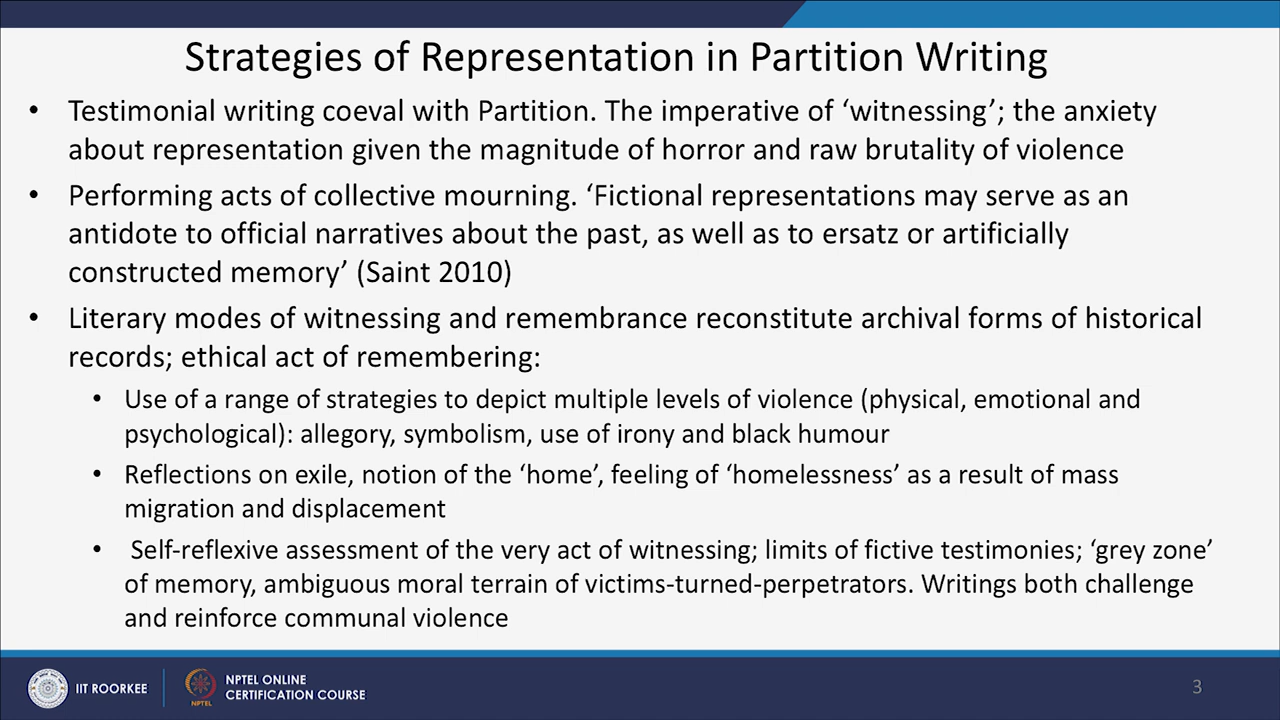 Strategies of Representation in Partition Writing
• Testimonial writing coeval with Partition. The imperative of ‘witnessing’; the anxiety
about representation given the magnitude of horror and raw brutality of violence
• Performing acts of collective mourning. ‘Fictional representations may serve as an
antidote to official narratives about the past, as well as to ersatz or artificially
constructed memory’ (Saint 2010)
• Literary modes of witnessing and remembrance reconstitute archival forms of historical
records; ethical act of remembering:
• Use of a range of strategies to depict multiple levels of violence (physical, emotional and
psychological): allegory, symbolism, use of irony and black humour
• Reflections on exile, notion of the ‘home’, feeling of ‘homelessness’ as a result of mass
migration and displacement
• Self-reflexive assessment of the very act of witnessing; limits of fictive testimonies; ‘grey zone’
of memory, ambiguous moral terrain of victims-turned-perpetrators. Writings both challenge
and reinforce communal violence
IIT ROORKEE
NPTEL
NPTEL ONLINE
CERTIFICATION COURSE
3